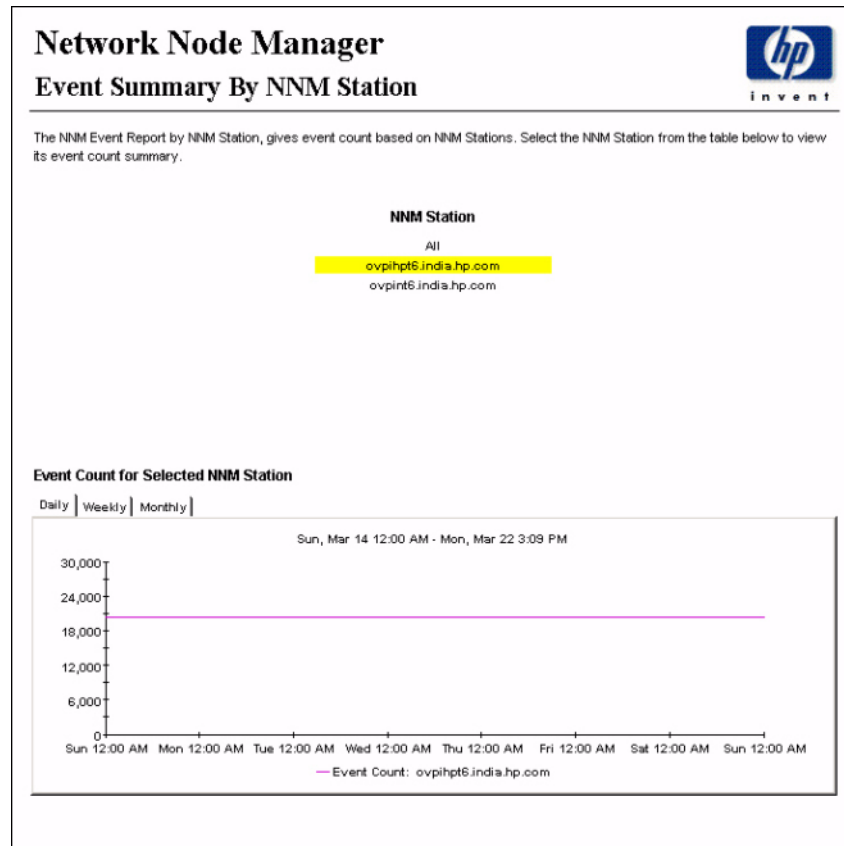 Network Node Manager
Event Summary By NNM Station
hp
invent
The NNM Event Report by NNM Station, gives event count based on NNM Stations. Select the NNM Station from the table below to view
its event count summary.
NNM Station
All
ovpihpt6.india.hp.com
ovpint6.india.hp.com
Event Count for Selected NNM Station
Daily Weekly Monthly
Sun, Mar 14 12:00 AM - Mon, Mar 22 3:09 PM
30,000
24,000
18,000
12,000
6,000
0
Sun 12:00 AM Mon 12:00 AM Tue 12:00 AM Wed 12:00 AM Thu 12:00 AM Fri 12:00 AM Sat 12:00 AM Sun 12:00 AM
Event Count: ovpihpt6.india.hp.com